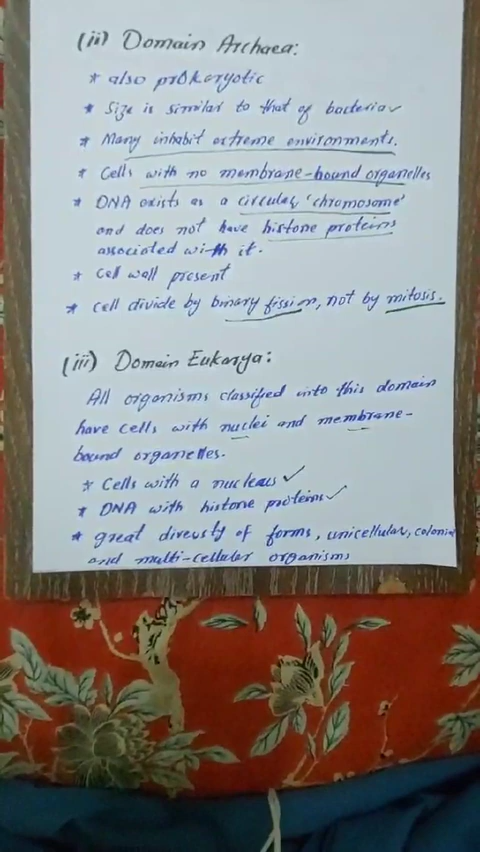 (ii) Domain Archaea:
* also prokaryotic
* Size is similar to that of bacteria
* Many inhabit extreme environments.
* Cells with no membrane-bound organelles
* DNA exists as a circular 'chromosome'
and does not have histone proteins
associated with it.
* Cell wall present
* Cell divide by binary fission, not by mitosis.
(iii) Domain Eukarya:
All organisms classified into this domain
have cells with nuclei and membrane-
bound organelles.
* Cells with a nucleus
* DNA with histone proteins
* great diversty of forms, unicellular, colonial
and multi-cellular organisms